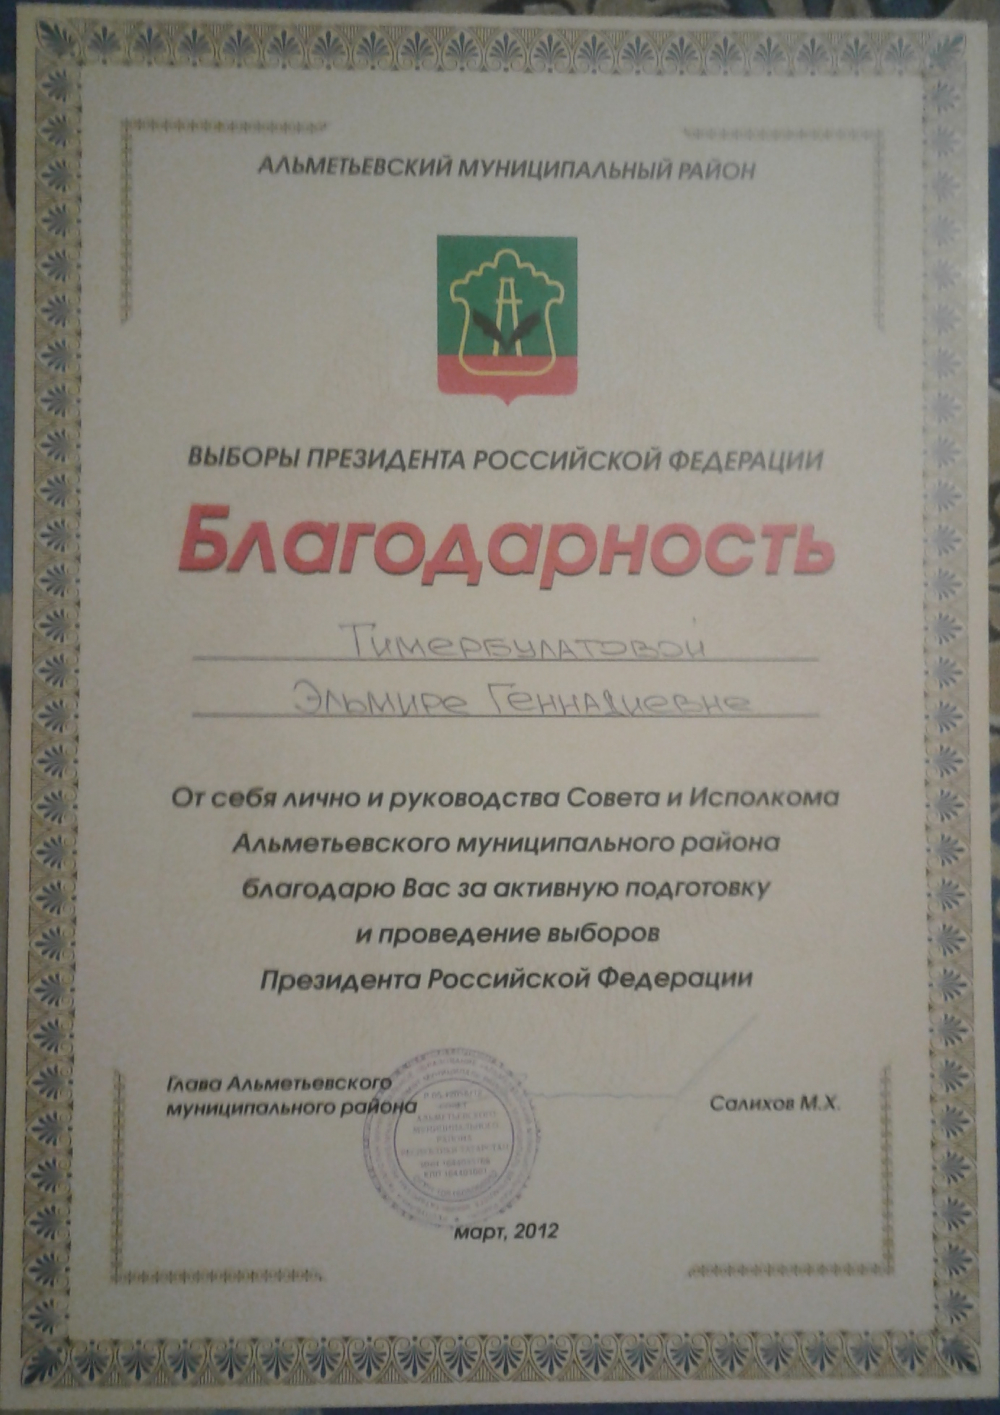 АЛЬМЕТЬЕВСКИЙ МУНИЦИПАЛЬНЫЙ РАЙОН
ВЫБОРЫ ПРЕЗИДЕНТА РОССИЙСКОЙ ФЕДЕРАЦИИ
Благодарность
Тимербулатовой
Эльмире Геннадиевне
От себя лично и руководства Совета и Исполкома
Альметьевского муниципального района
благодарю Вас за активную подготовку
и проведение выборов
Президента Российской Федерации
Глава Альметьевского
муниципального района
Салихов М.Х.
март, 2012